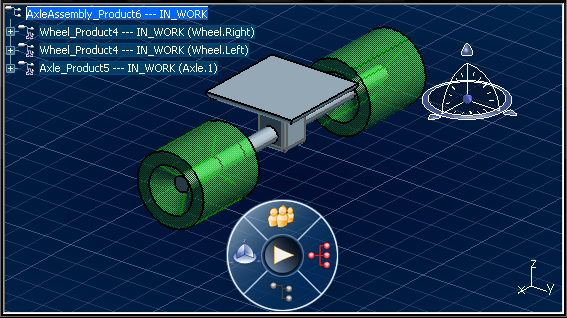 AxleAssembly_Product6 --- IN_WORK
Wheel_Product4 --- IN_WORK (Wheel.Right)
Wheel_Product4 --- IN_WORK (Wheel.Left)
Axle_Product5 --- IN_WORK (Axle.1)
z
x y